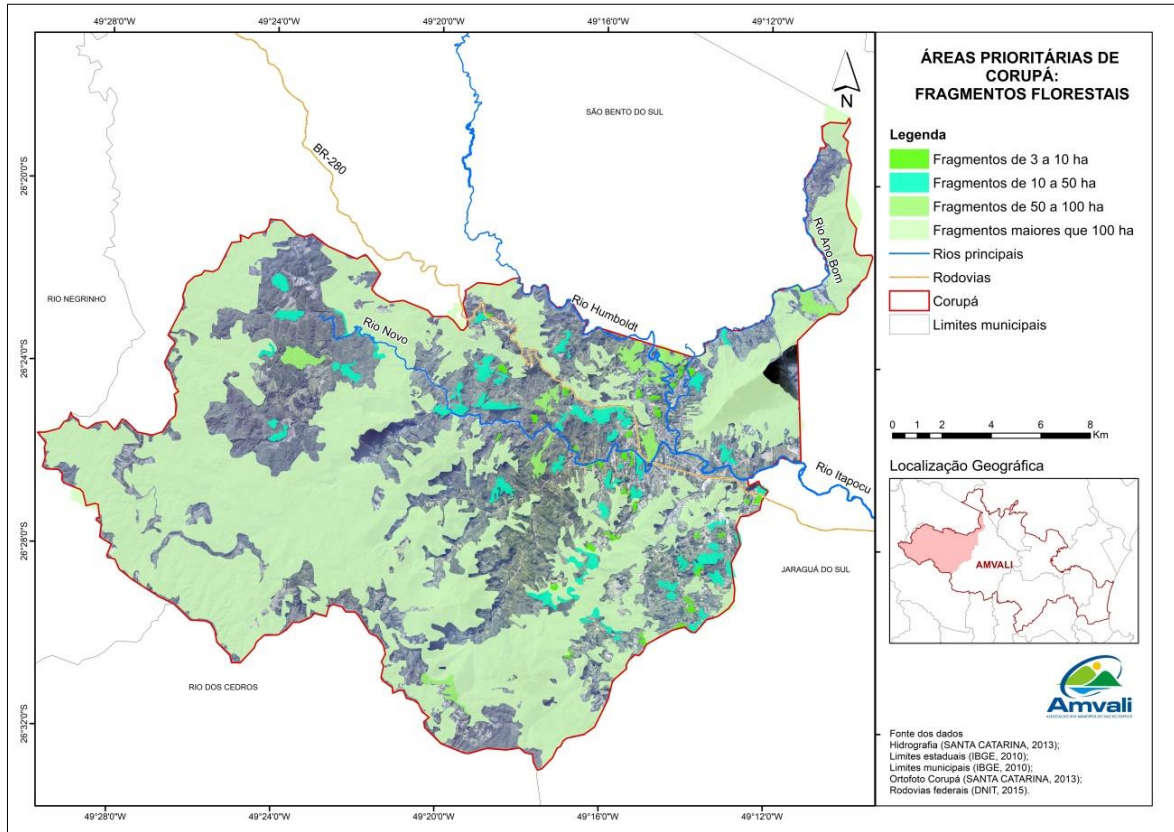 49°28'0"W
49°24'0"W
49°20'0"W
49°16'0"W
49°12'0"W
26°20'0"S
26°24'0"S
26°28'0"S
26°32'0"S
SÃO BENTO DO SUL
BR-280
Rio Ano Bom
RIO NEGRINHO
Rio Humboldt
Rio Novo
Rio Itapocu
JARAGUÁ DO SUL
RIO DOS CEDROS
49°28'0"W
49°24'0"W
49°20'0"W
49°16'0"W
49°12'0"W
ÁREAS PRIORITÁRIAS DE
CORUPÁ:
FRAGMENTOS FLORESTAIS
N
Legenda
Fragmentos de 3 a 10 ha
Fragmentos de 10 a 50 ha
Fragmentos de 50 a 100 ha
Fragmentos maiores que 100 ha
Rios principais
Rodovias
Corupá
Limites municipais
0 1 2 4 6 8
Km
Localização Geográfica
AMVALI
Amvali
Fonte dos dados
Hidrografia (SANTA CATARINA, 2013);
Limites estaduais (IBGE, 2010);
Limites municipais (IBGE, 2010);
Ortofoto Corupá (SANTA CATARINA, 2013);
Rodovias federais (DNIT, 2015).